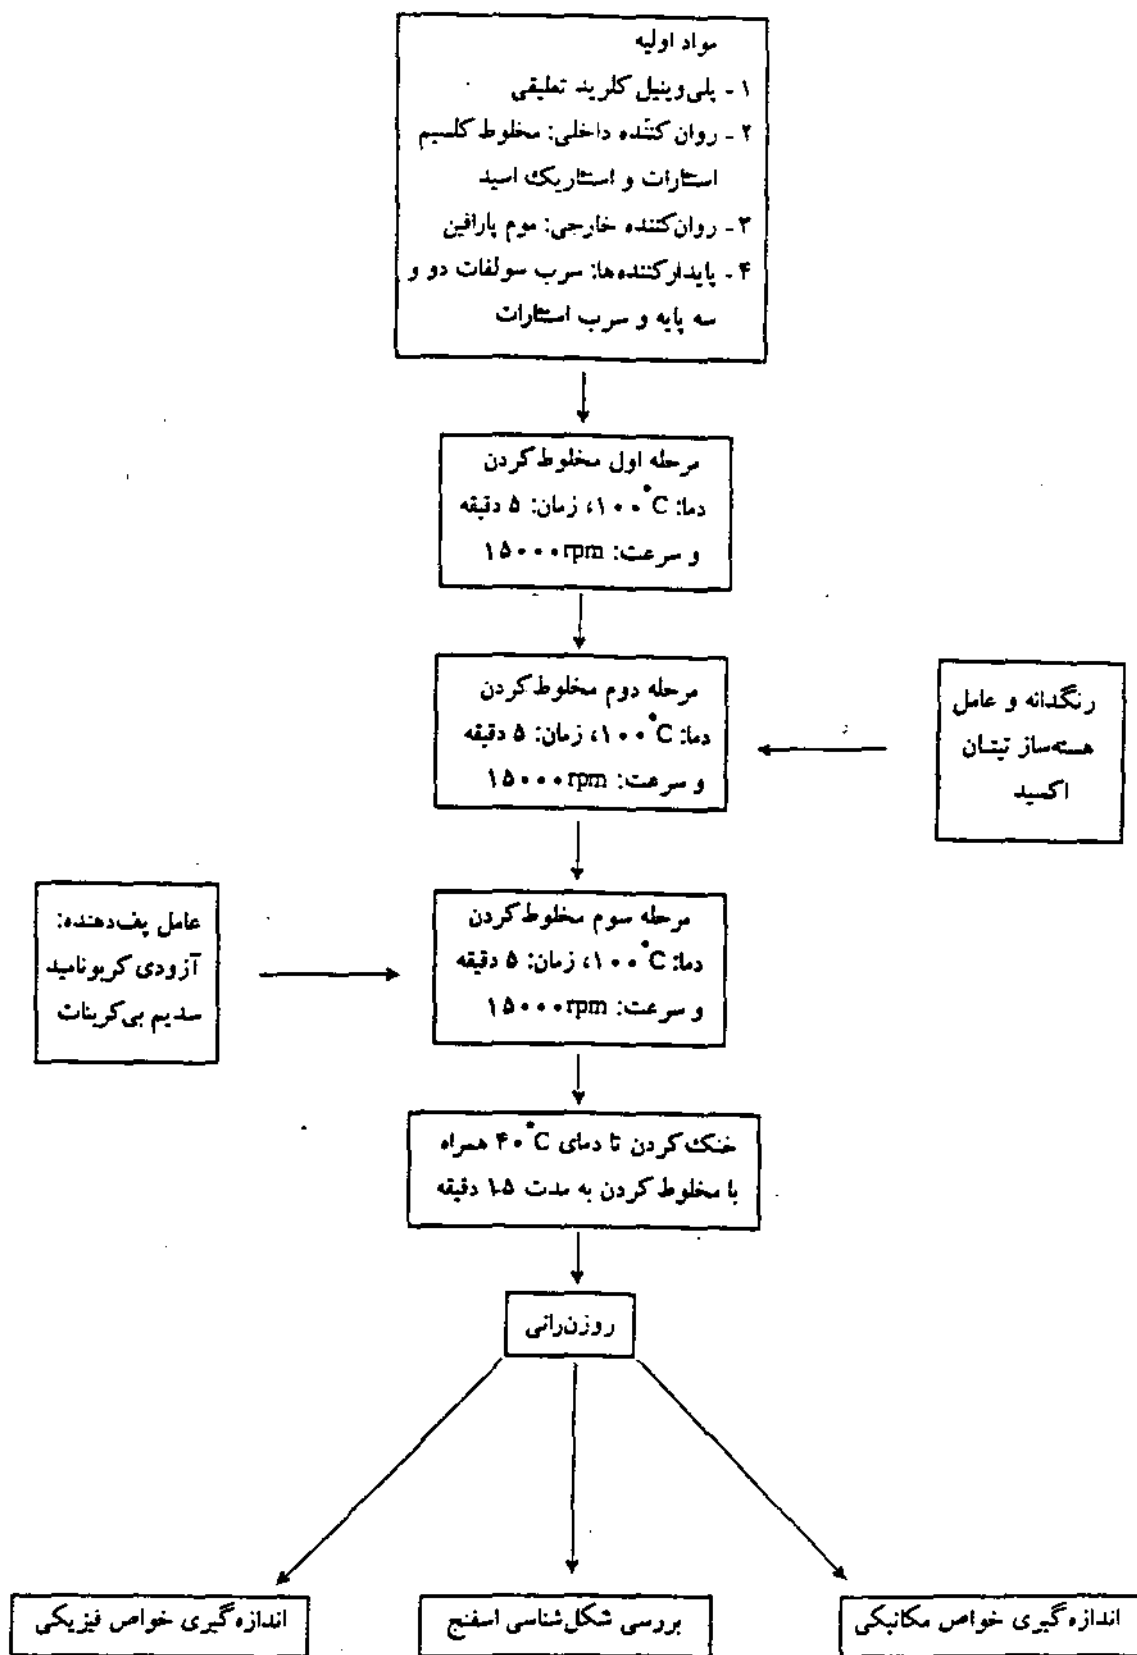 مواد اولیه
۱ - پلی‌وینیل کلرید تعلیقی
۲ - روان کننده داخلی: مخلوط کلسیم
استئارات و استئاریک اسید
۳ - روان‌کننده خارجی: موم پارافین
۴ - پایدارکننده‌ها: سرب سولفات دو و
سه پایه و سرب استئارات
مرحله اول مخلوط کردن
دما: ۱۰۰°C، زمان: ۵ دقیقه
و سرعت: ۱۵۰۰۰rpm
مرحله دوم مخلوط کردن
دما: ۱۰۰°C، زمان: ۵ دقیقه
و سرعت: ۱۵۰۰۰rpm
رنگدانه و عامل
هسته‌ساز تیتان
اکسید
مرحله سوم مخلوط کردن
دما: ۱۰۰°C، زمان: ۵ دقیقه
و سرعت: ۱۵۰۰۰rpm
عامل پف‌دهنده:
آزودی کربونامید
سدیم بی‌کربنات
خنک کردن تا دمای ۴۰°C همراه
با مخلوط کردن به مدت ۱۵ دقیقه
روزن‌رانی
اندازه‌گیری خواص مکانیکی
بررسی شکل‌شناسی اسفنج
اندازه‌گیری خواص فیزیکی